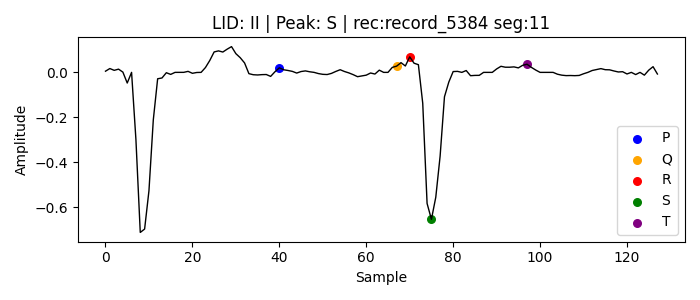 LID: II | Peak: S | rec:record_5384 seg:11
Amplitude
0.0
−0.2
−0.4
−0.6
P
Q
R
S
T
0
20
40
60
80
100
120
Sample